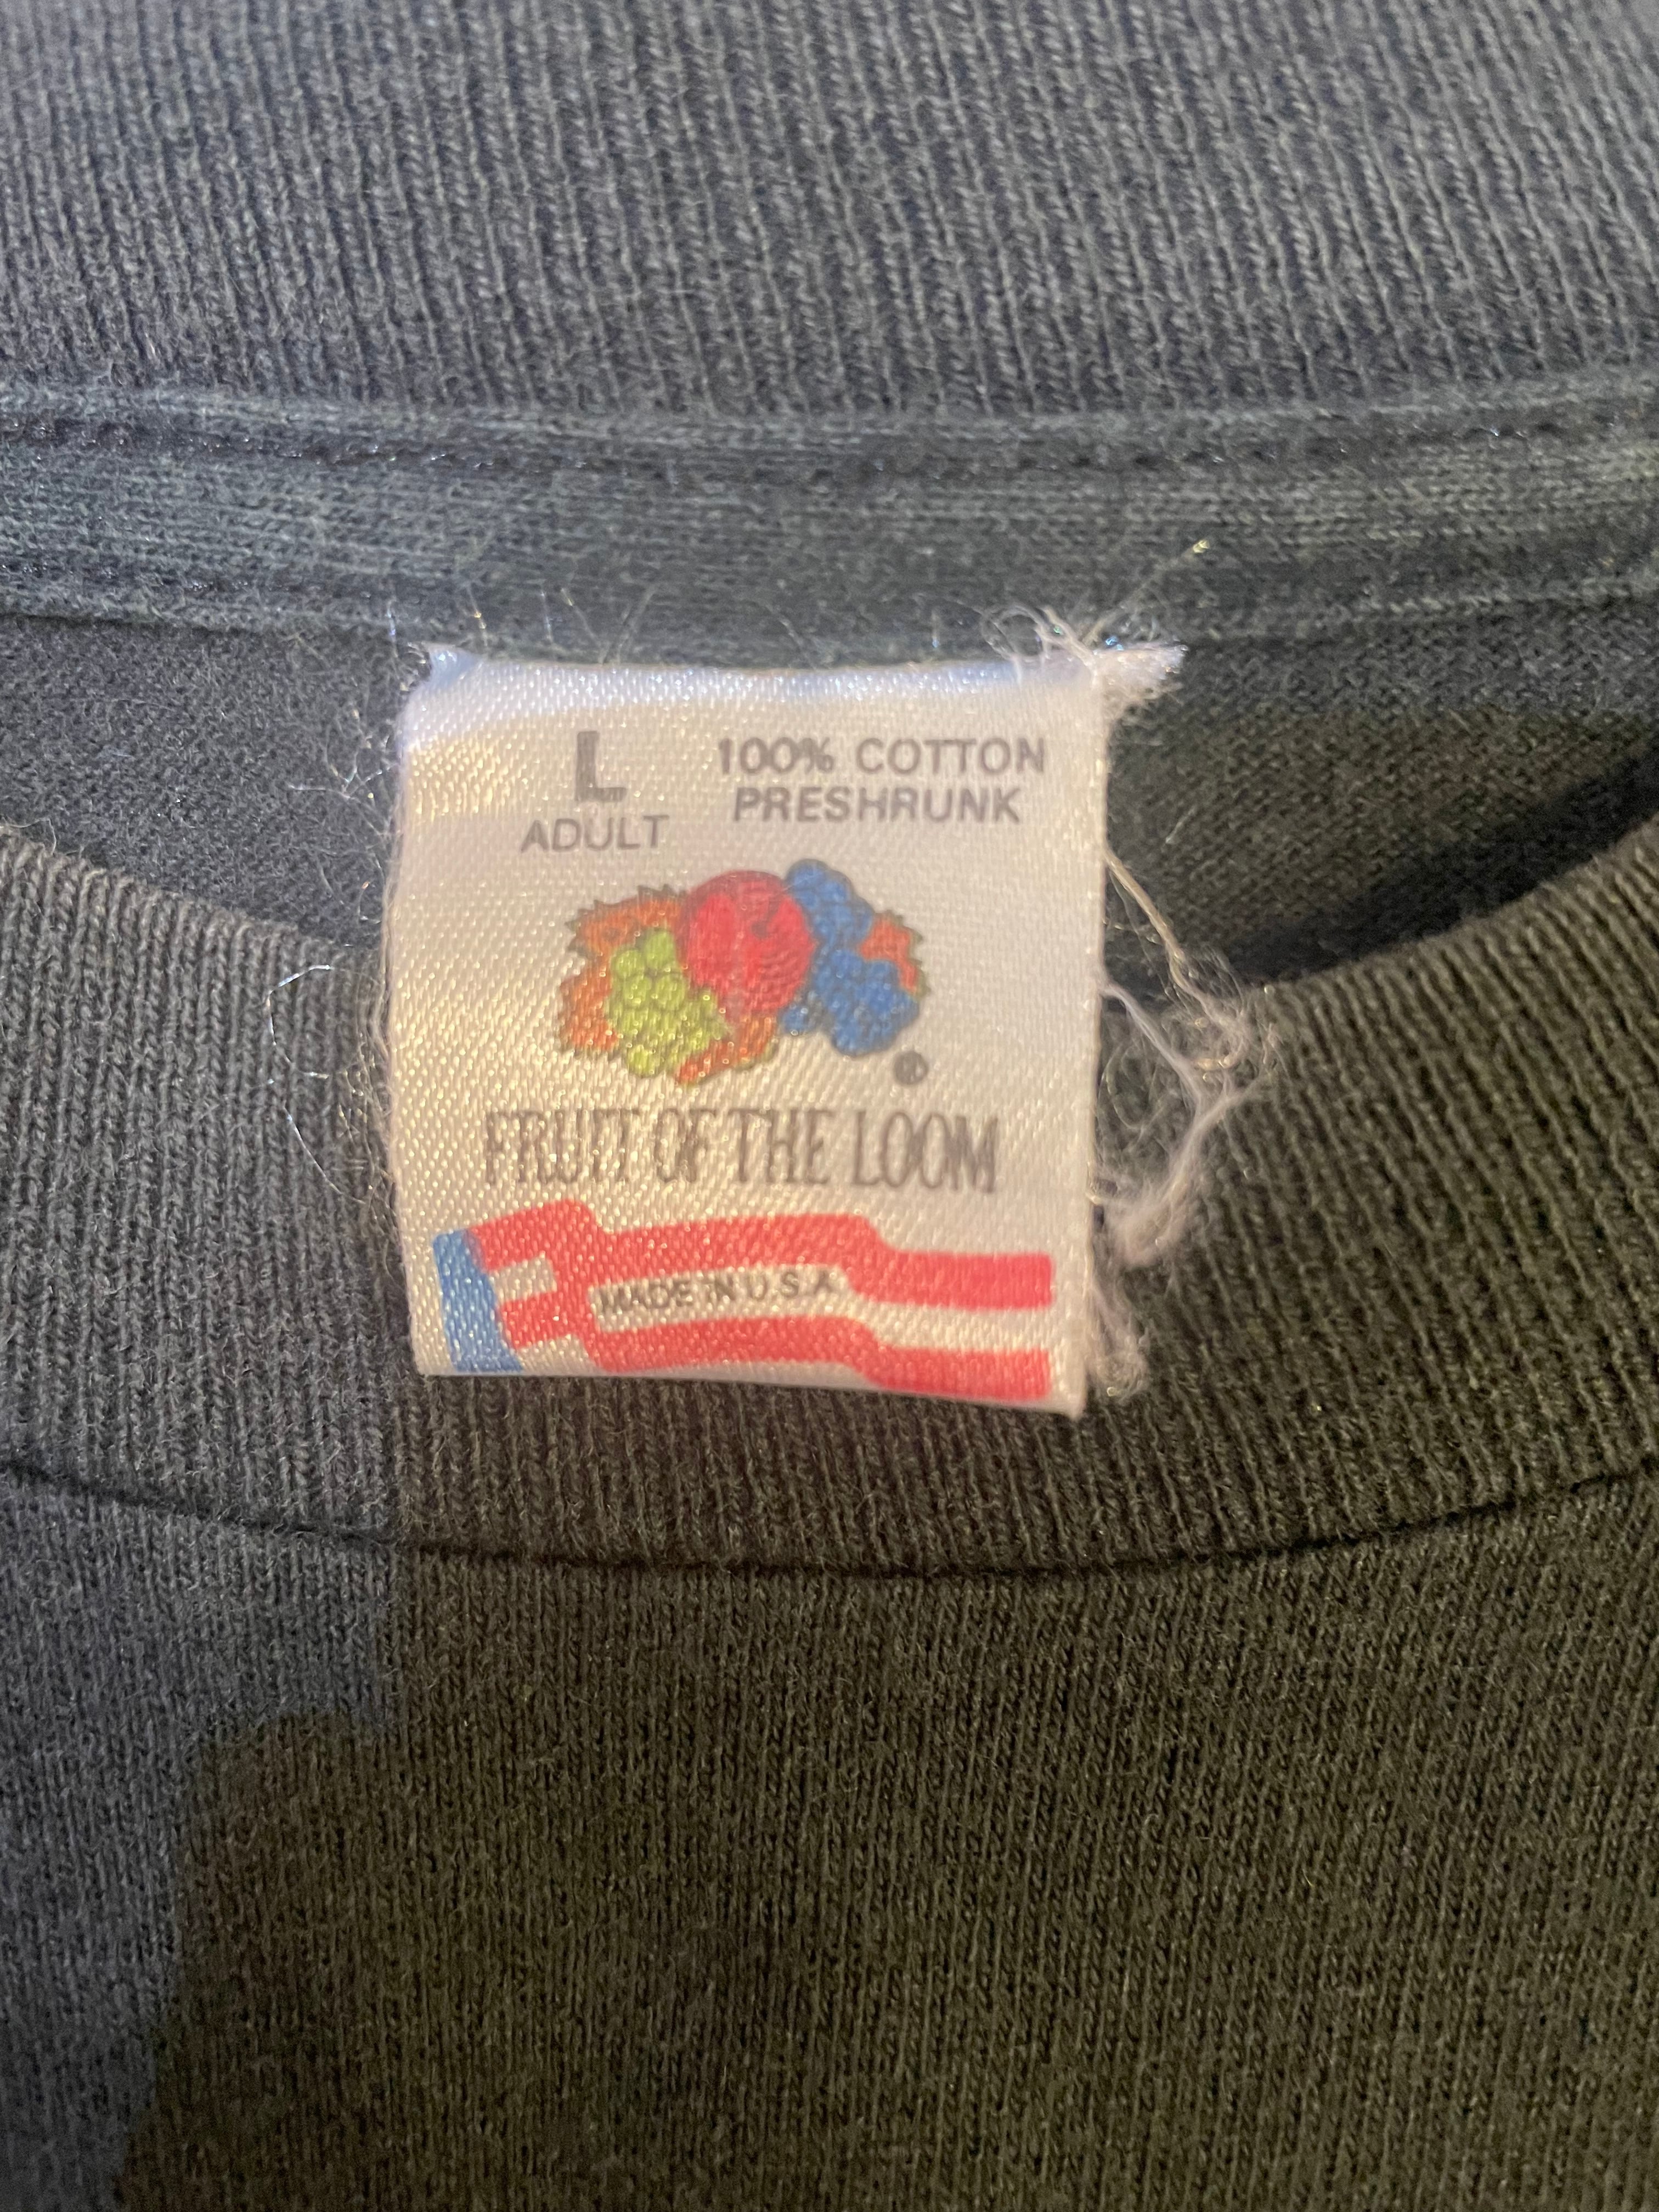 L
ADULT
100% COTTON
PRESHRUNK
®
FRUIT OF THE LOOM
MADE IN U.S.A.